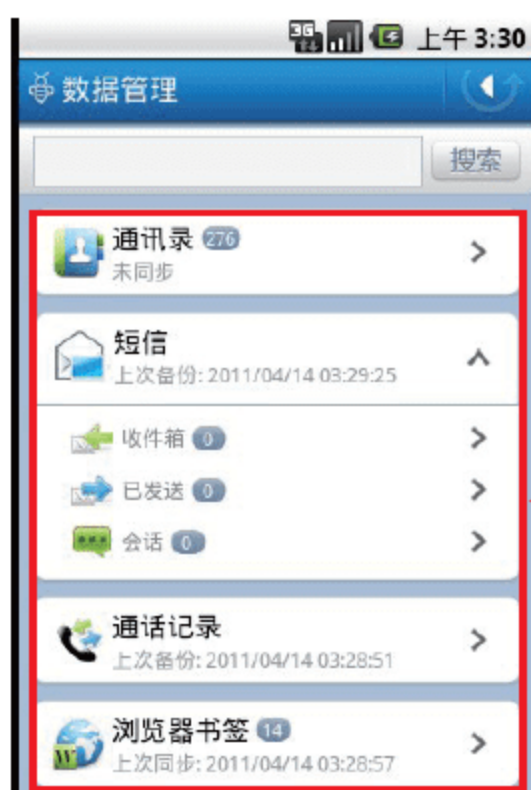 3G 上午 3:30
数据管理
搜索
通讯录 276
未同步
短信
上次备份: 2011/04/14 03:29:25
收件箱 0
已发送 0
会话 0
通话记录
上次备份: 2011/04/14 03:28:51
浏览器书签 14
W
上次同步: 2011/04/14 03:28:57